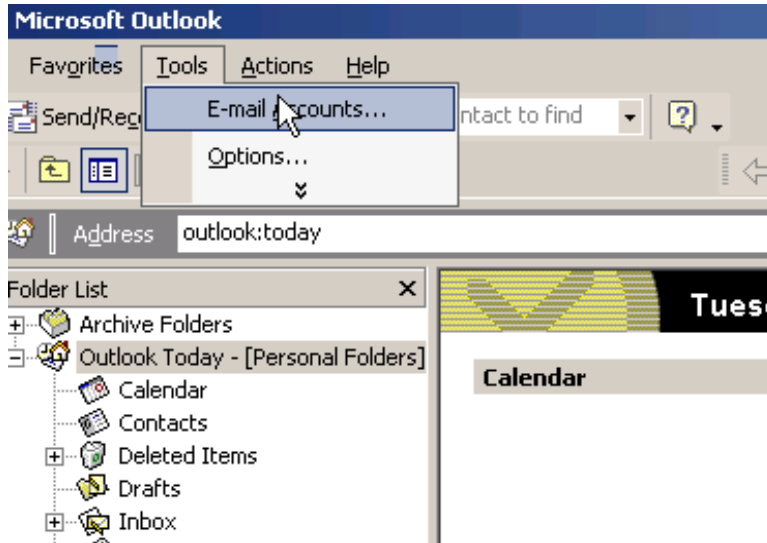 Microsoft Outlook
Favorites Tools Actions Help
Send/Rec
E-mail Accounts...
ntact to find
Options...
Address outlook:today
Folder List
Tues
Archive Folders
Outlook Today - [Personal Folders]
Calendar
Calendar
Contacts
Deleted Items
Drafts
Inbox